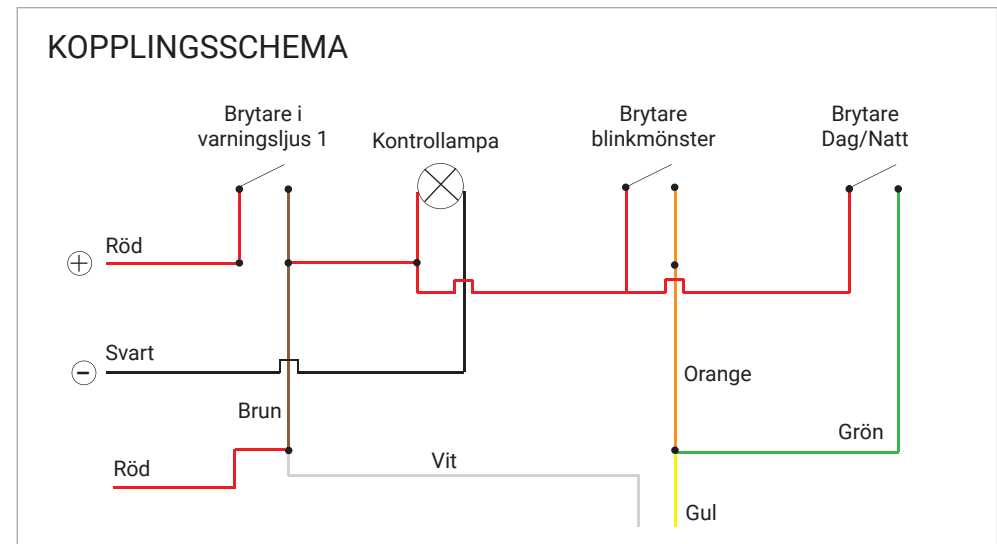 KOPPLINGSSCHEMA
Brytare i
varningsljus 1
Kontrollampa
Brytare
blinkmönster
Brytare
Dag/Natt
+ Röd
− Svart
Brun
Orange
Grön
Röd
Vit
Gul